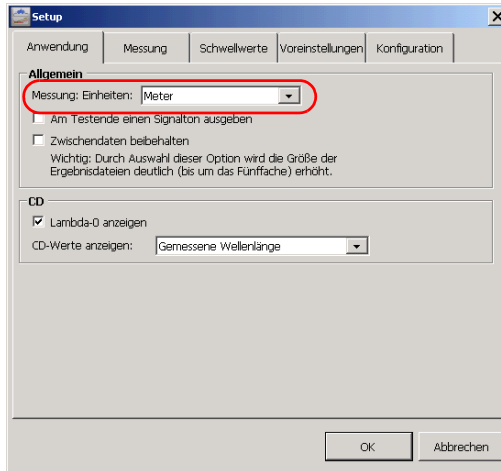 Setup
Anwendung Messung Schwellwerte Voreinstellungen Konfiguration
Allgemein
Messung: Einheiten: Meter
Am Testende einen Signalton ausgeben
Zwischendaten beibehalten
Wichtig: Durch Auswahl dieser Option wird die Größe der
Ergebnisdateien deutlich (bis um das Fünffache) erhöht.
CD
Lambda-0 anzeigen
CD-Werte anzeigen: Gemessene Wellenlänge
OK Abbrechen